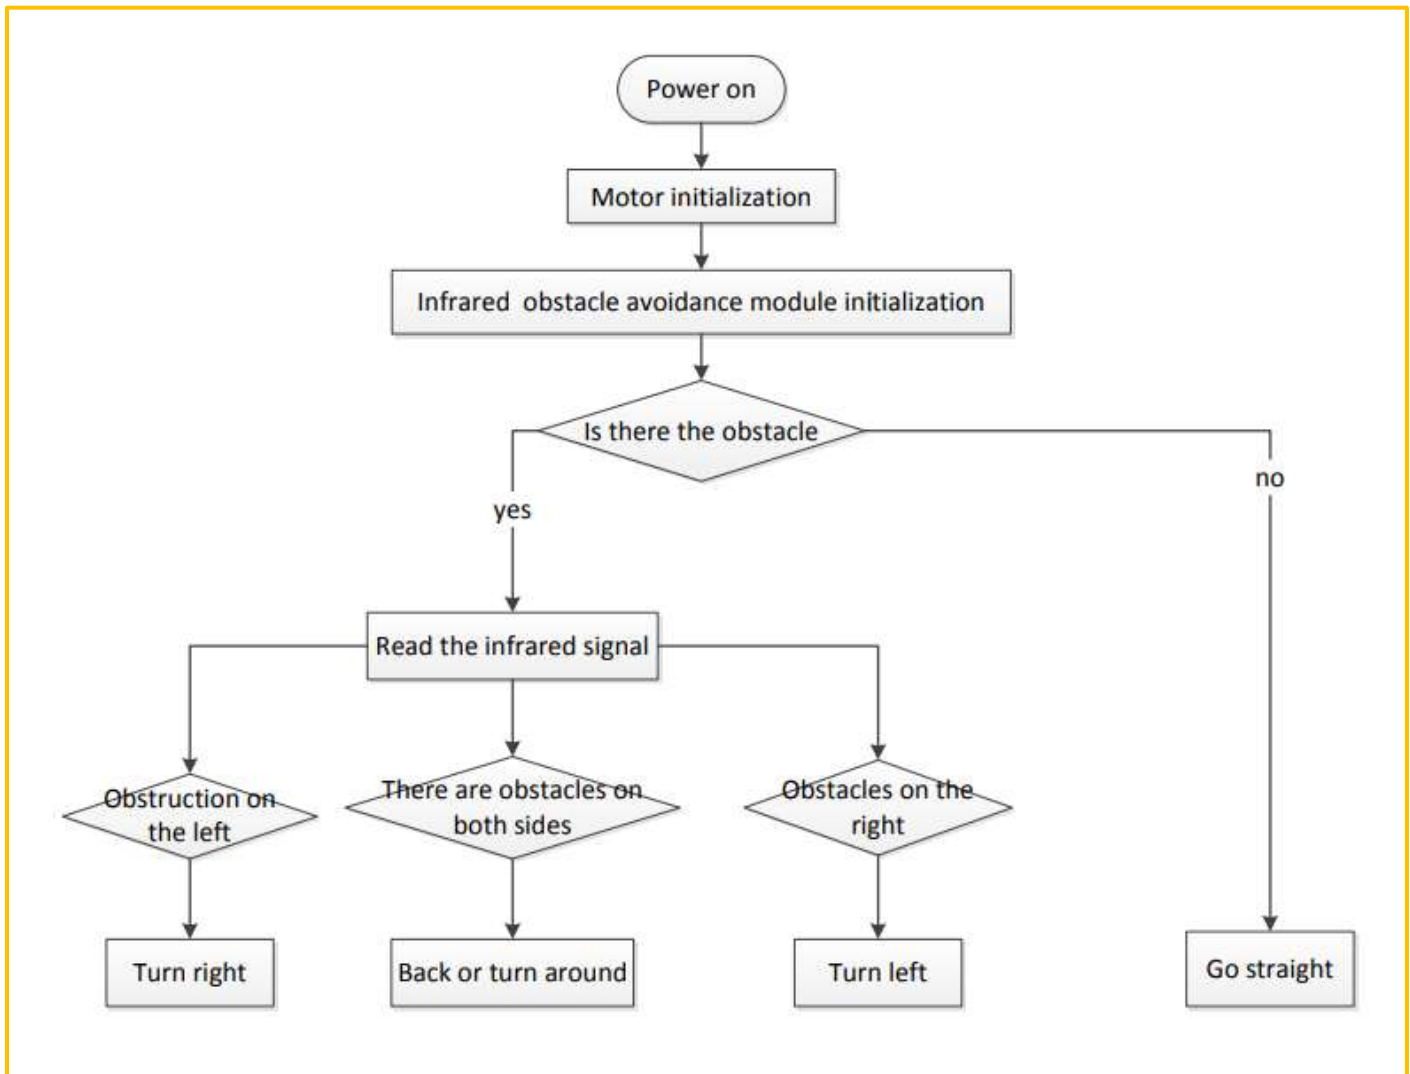 Power on
Motor initialization
Infrared  obstacle avoidance module initialization
Is there the obstacle
no
yes
Read the infrared signal
Obstruction on
the left
There are obstacles on
both sides
Obstacles on the
right
Turn right
Back or turn around
Turn left
Go straight